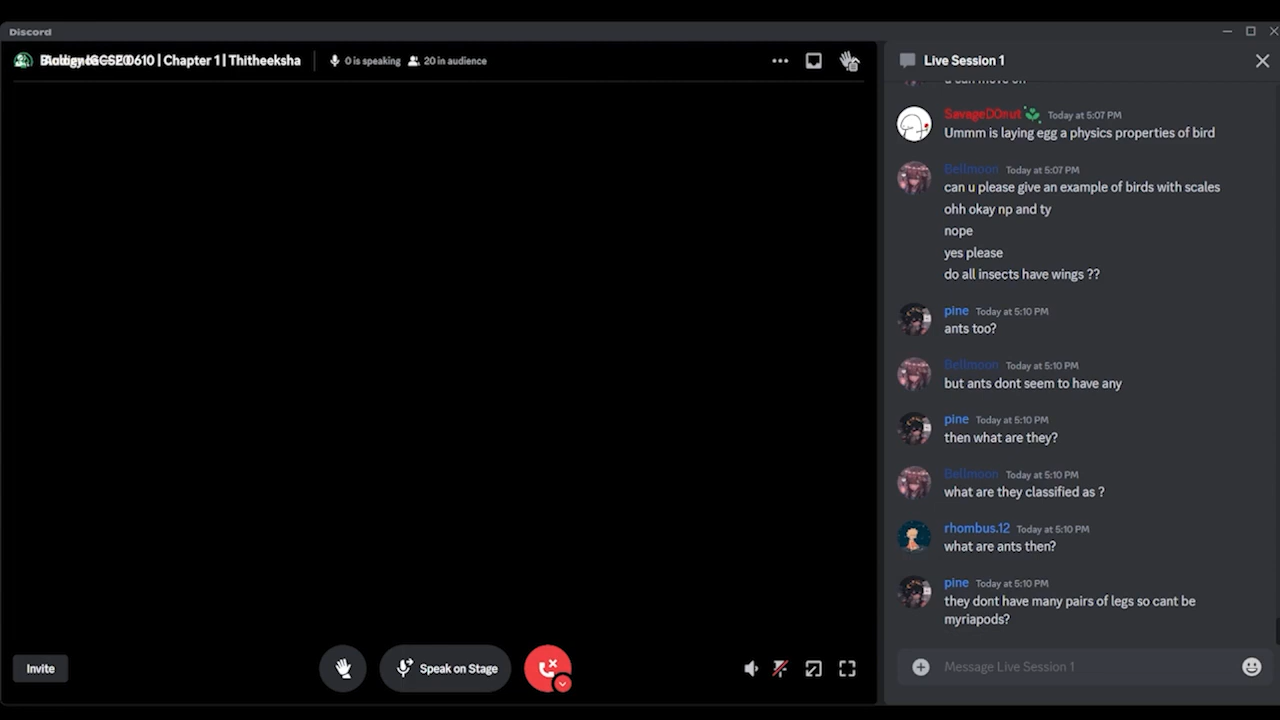 Discord
Biology IGCSE 0610 | Chapter 1 | Thitheeksha
0 is speaking
20 in audience
Live Session 1
u can move on
SavageDOnut
Today at 5:07 PM
Ummm is laying egg a physics properties of bird
Bellmoon Today at 5:07 PM
can u please give an example of birds with scales
ohh okay np and ty
nope
yes please
do all insects have wings ??
pine Today at 5:10 PM
ants too?
Bellmoon Today at 5:10 PM
but ants dont seem to have any
pine Today at 5:10 PM
then what are they?
Bellmoon Today at 5:10 PM
what are they classified as ?
rhombus.12 Today at 5:10 PM
what are ants then?
pine Today at 5:10 PM
they dont have many pairs of legs so cant be
myriapods?
Message Live Session 1
Invite
Speak on Stage